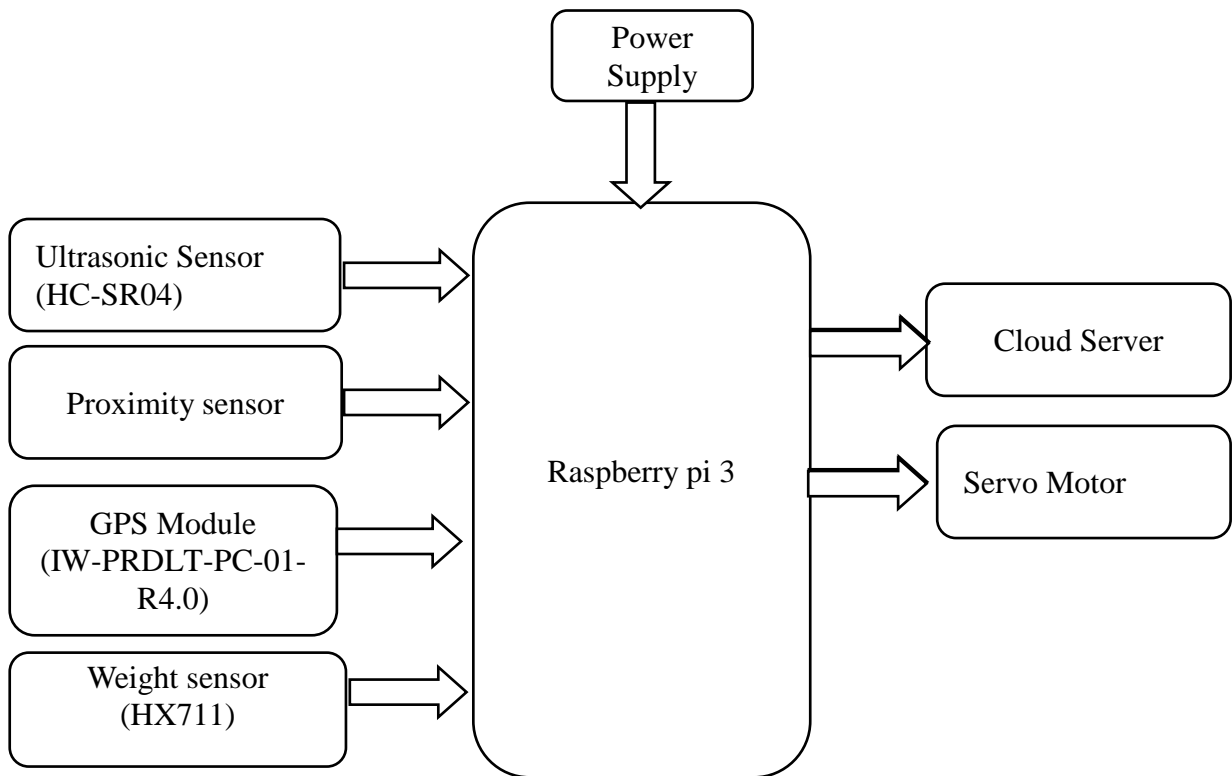 Power
Supply
Ultrasonic Sensor
(HC-SR04)
Proximity sensor
GPS Module
(IW-PRDLT-PC-01-
R4.0)
Weight sensor
(HX711)
Raspberry pi 3
Cloud Server
Servo Motor